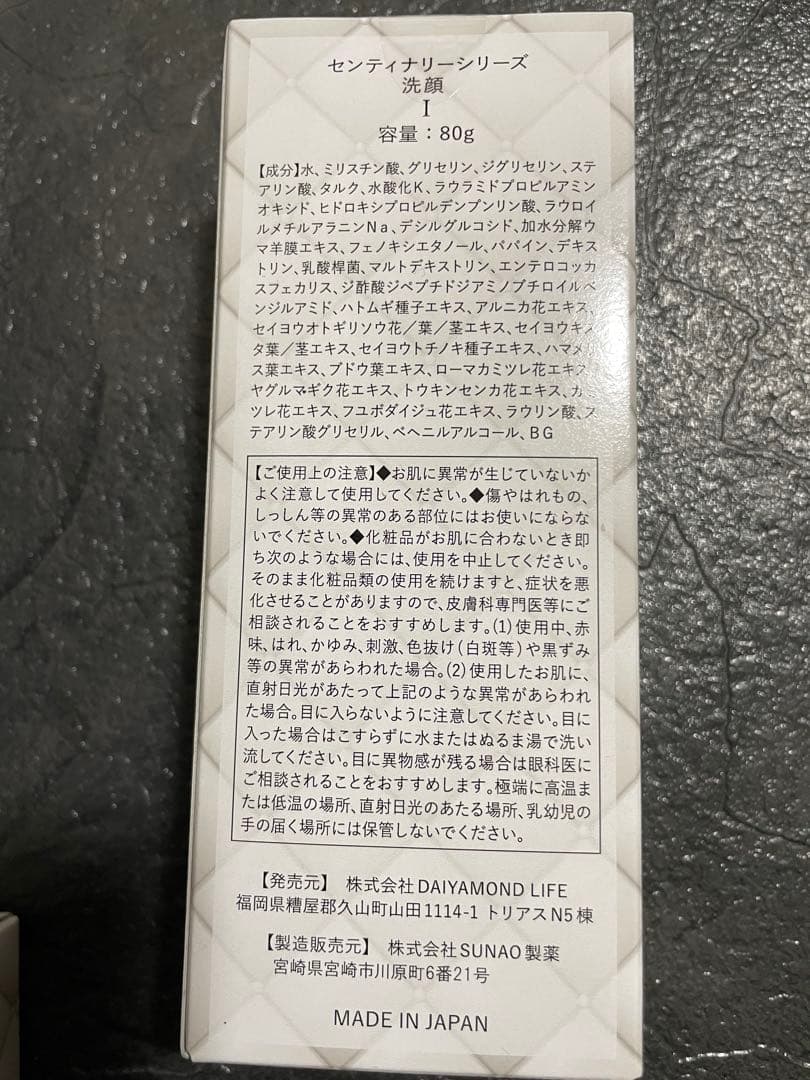 センティナリーシリーズ
洗顔
I
容量：80g
【成分】水、ミリスチン酸、グリセリン、ジグリセリン、ステ
アリン酸、タルク、水酸化K、ラウラミドプロピルアミン
オキシド、ヒドロキシプロピルデンプンリン酸、ラウロイ
ルメチルアラニンNa、デシルグルコシド、加水分解ウ
マ羊膜エキス、フェノキシエタノール、パパイン、デキス
トリン、乳酸桿菌、マルトデキストリン、エンテロコッカ
スフェカリス、ジ酢酸ジペプチドジアミノブチロイルベ
ンジルアミド、ハトムギ種子エキス、アルニカ花エキス、
セイヨウオトギリソウ花／葉／茎エキス、セイヨウキズ
タ葉／茎エキス、セイヨウトチノキ種子エキス、ハマメリ
ス葉エキス、ブドウ葉エキス、ローマカミツレ花エキス、
ヤグルマギク花エキス、トウキンセンカ花エキス、カミ
ツレ花エキス、フユボダイジュ花エキス、ラウリン酸、ス
テアリン酸グリセリル、ベヘニルアルコール、BG
【ご使用上の注意】◆お肌に異常が生じていないか
よく注意して使用してください。◆傷やはれもの、
しっしん等の異常のある部位にはお使いにならな
いでください。◆化粧品がお肌に合わないとき即
ち次のような場合には、使用を中止してください。
そのまま化粧品類の使用を続けますと、症状を悪
化させることがありますので、皮膚科専門医等にご
相談されることをおすすめします。(1)使用中、赤
味、はれ、かゆみ、刺激、色抜け(白斑等)や黒ずみ
等の異常があらわれた場合。(2)使用したお肌に、
直射日光があたって上記のような異常があらわれ
た場合。目に入らないように注意してください。目に
入った場合はこすらずに水またはぬるま湯で洗い
流してください。目に異物感が残る場合は眼科医に
ご相談されることをおすすめします。極端に高温ま
たは低温の場所、直射日光のあたる場所、乳幼児の
手の届く場所には保管しないでください。
【発売元】 株式会社DAIYAMOND LIFE
福岡県糟屋郡久山町山田1114-1 トリアスN5棟
【製造販売元】 株式会社SUNAO製薬
宮崎県宮崎市川原町6番21号
MADE IN JAPAN